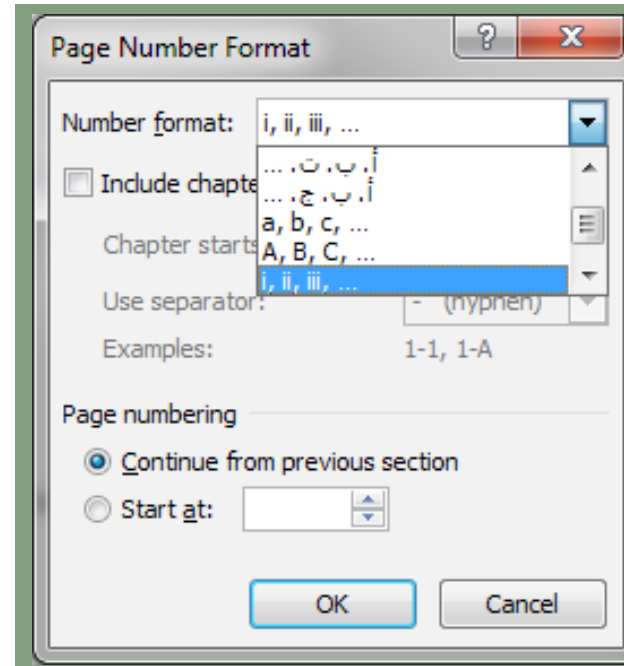 Page Number Format
Number format: i, ii, iii, ...
أ. ب. ت. ...
Include chapte
أ. ب. ج. ...
a, b, c, ...
Chapter starts
A, B, C, ...
i, ii, iii, ...
Use separator: - (hyphen)
Examples: 1-1, 1-A
Page numbering
Continue from previous section
Start at:
OK Cancel